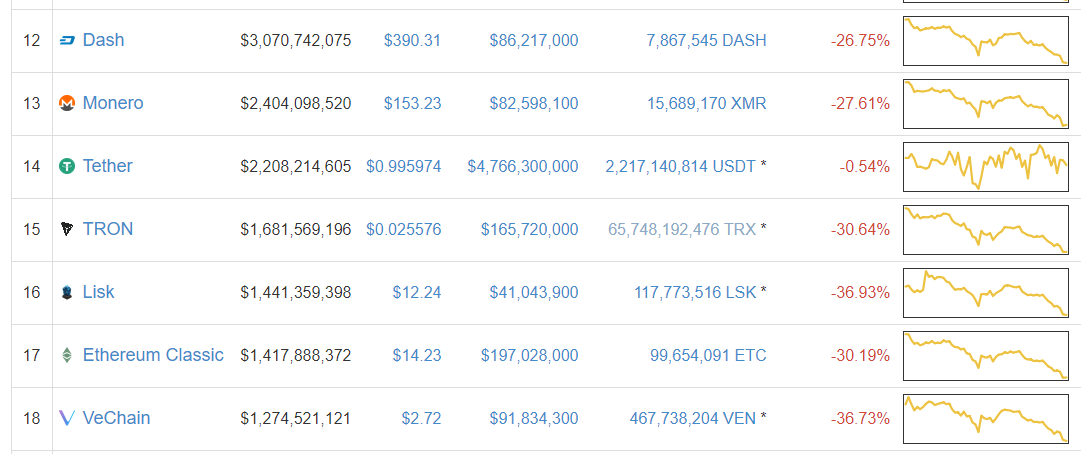 12 Dash $3,070,742,075 $390.31 $86,217,000 7,867,545 DASH -26.75%
13 Monero $2,404,098,520 $153.23 $82,598,100 15,689,170 XMR -27.61%
14 Tether $2,208,214,605 $0.995974 $4,766,300,000 2,217,140,814 USDT * -0.54%
15 TRON $1,681,569,196 $0.025576 $165,720,000 65,748,192,476 TRX * -30.64%
16 Lisk $1,441,359,398 $12.24 $41,043,900 117,773,516 LSK * -36.93%
17 Ethereum Classic $1,417,888,372 $14.23 $197,028,000 99,654,091 ETC -30.19%
18 VeChain $1,274,521,121 $2.72 $91,834,300 467,738,204 VEN * -36.73%